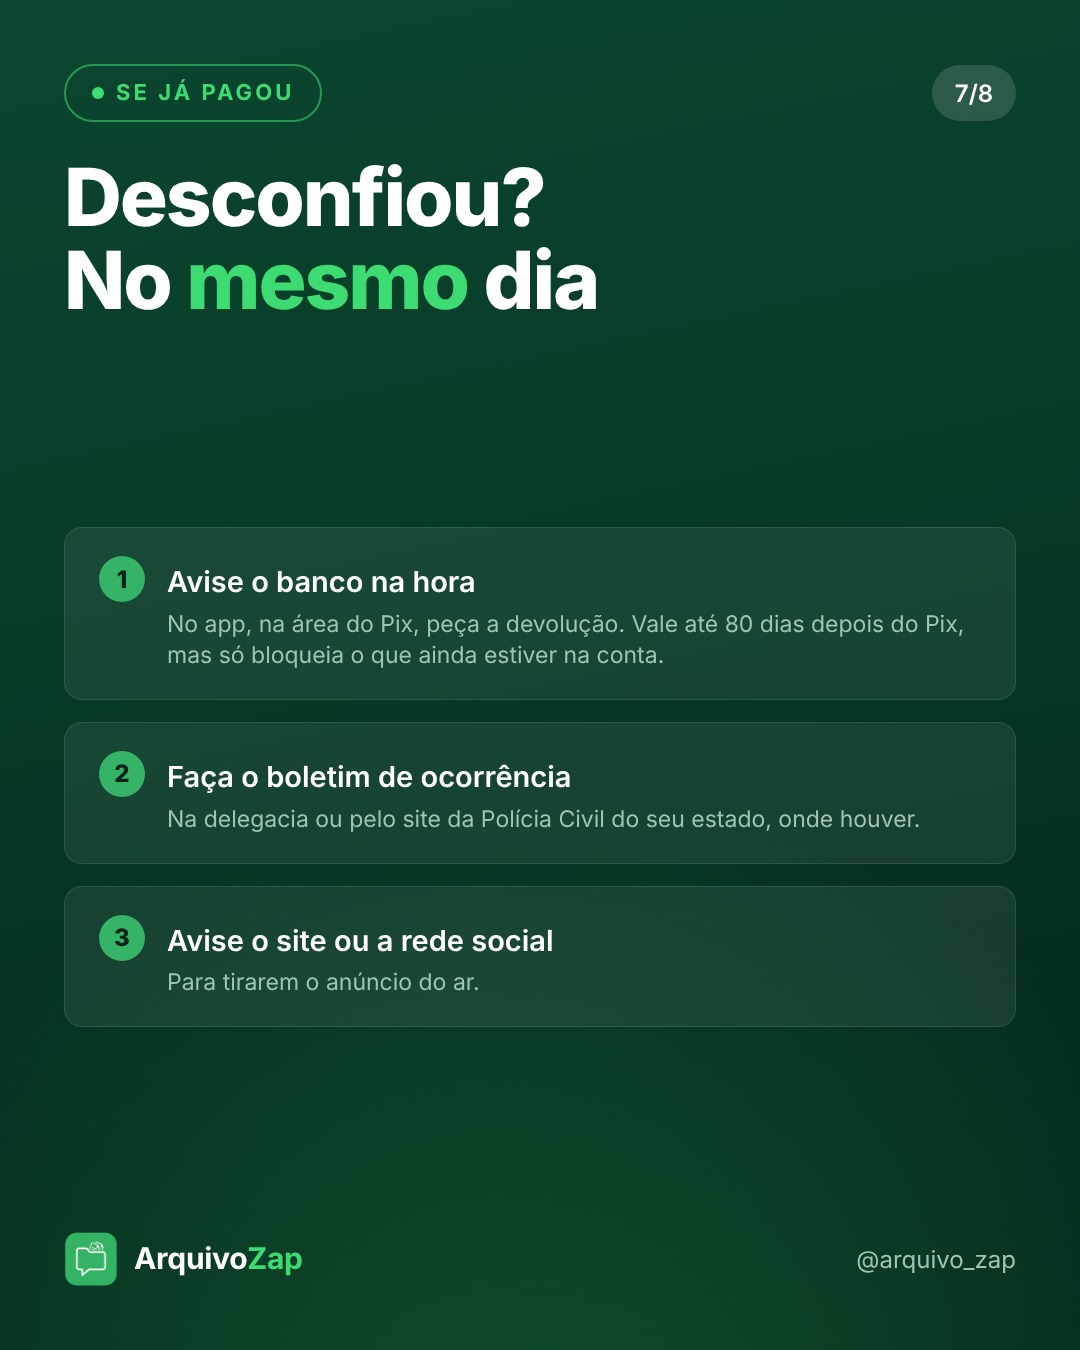 SE JÁ PAGOU
7/8
Desconfiou?
No mesmo dia
1
Avise o banco na hora
No app, na área do Pix, peça a devolução. Vale até 80 dias depois do Pix,
mas só bloqueia o que ainda estiver na conta.
2
Faça o boletim de ocorrência
Na delegacia ou pelo site da Polícia Civil do seu estado, onde houver.
3
Avise o site ou a rede social
Para tirarem o anúncio do ar.
ArquivoZap
@arquivo_zap